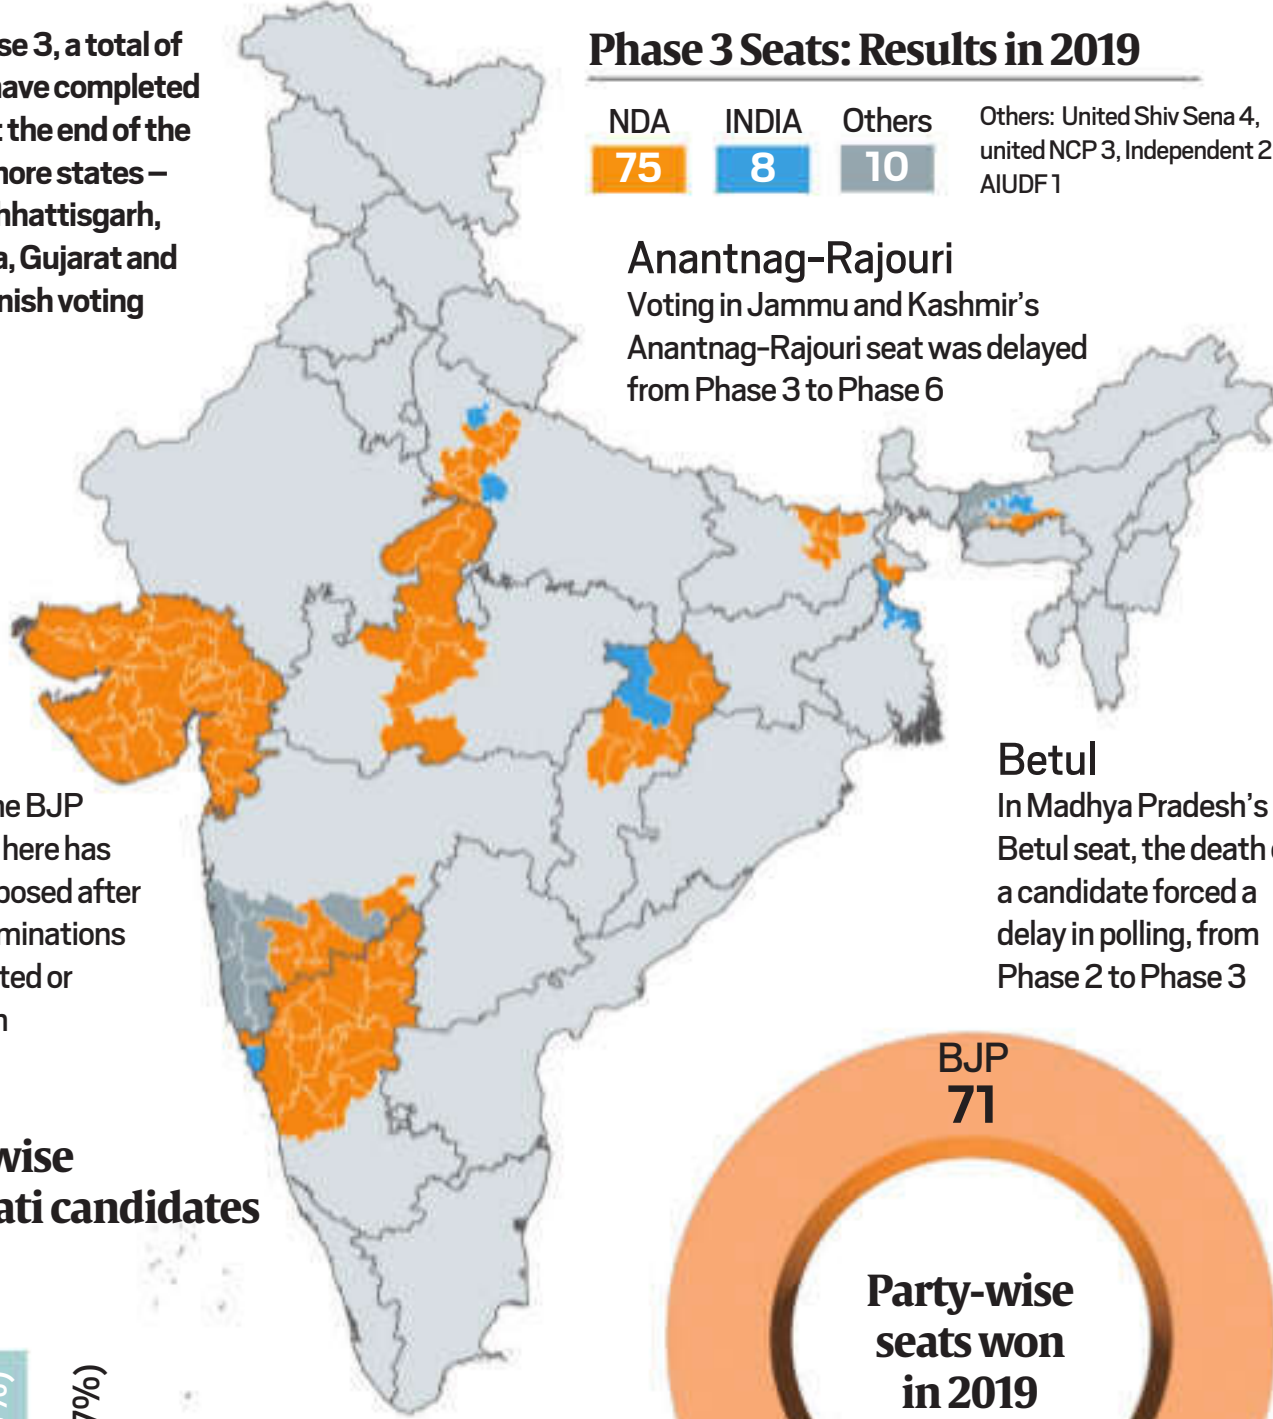 se 3, a total of
have completed
t the end of the
more states –
hhattisgarh,
a, Gujarat and
nish voting
Phase 3 Seats: Results in 2019
NDA
75
INDIA
8
Others
10
Others: United Shiv Sena 4,
united NCP 3, Independent 2
AIUDF 1
Anantnag-Rajouri
Voting in Jammu and Kashmir's
Anantnag-Rajouri seat was delayed
from Phase 3 to Phase 6
he BJP
here has
posed after
minations
ted or
n
Betul
In Madhya Pradesh's
Betul seat, the death
a candidate forced a
delay in polling, from
Phase 2 to Phase 3
wise
ati candidates
7%)
%)
BJP
71
Party-wise
seats won
in 2019